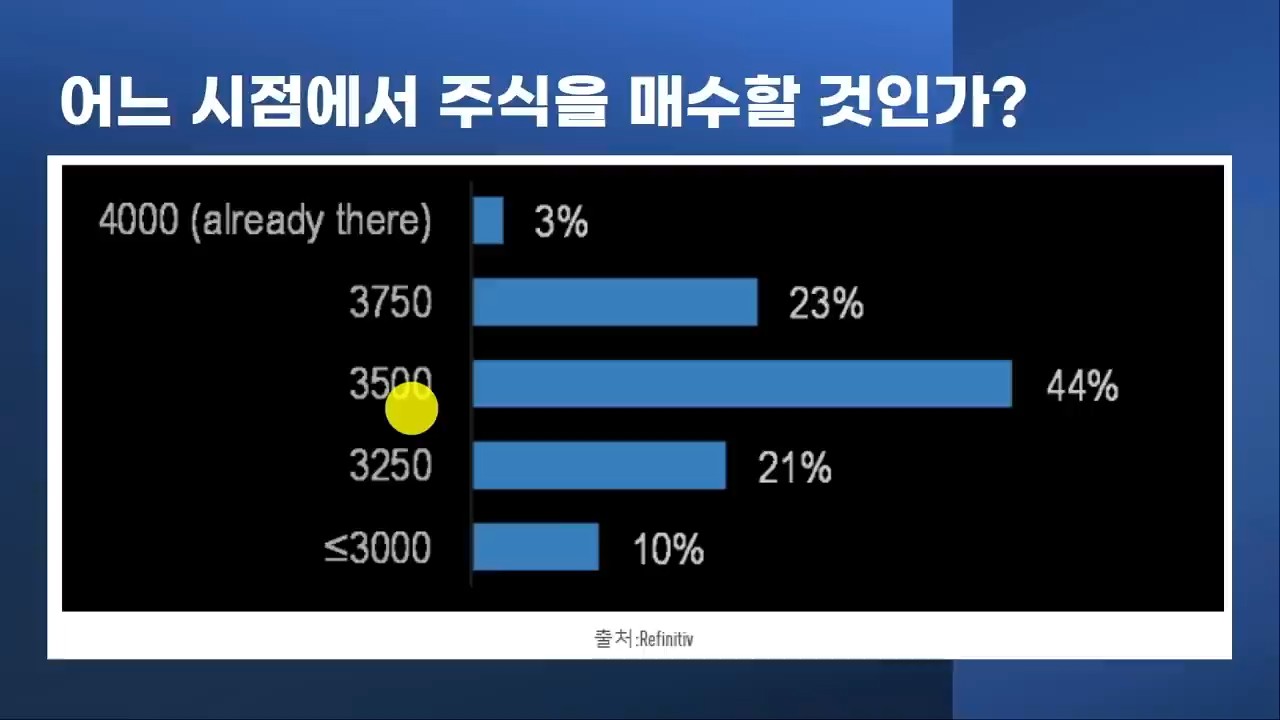 어느 시점에서 주식을 매수할 것인가?
4000 (already there) 3%
3750 23%
3500 44%
3250 21%
≤3000 10%
출처:Refinitiv